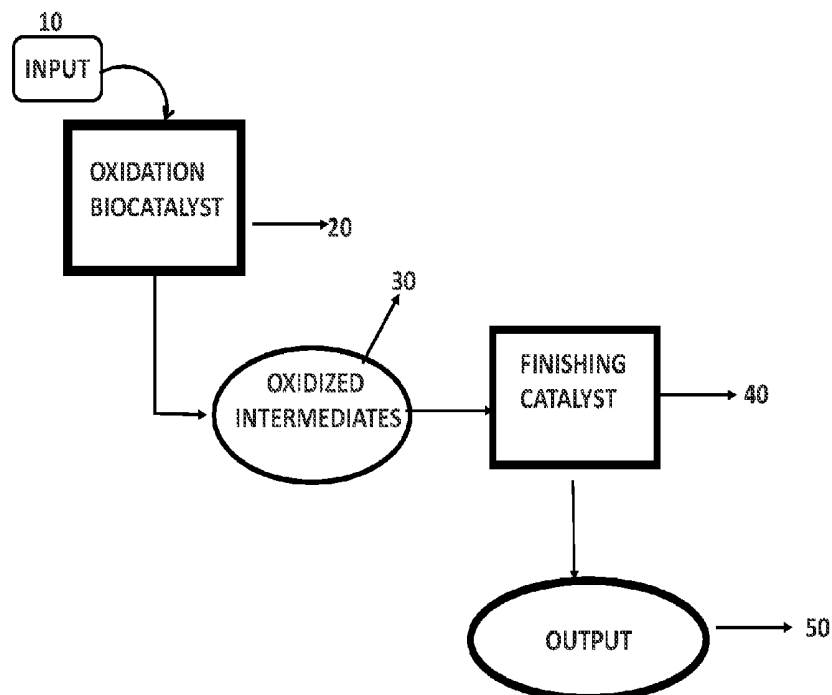 10
INPUT
OXIDATION
BIOCATALYST
20
30
OXIDIZED
INTERMEDIATES
FINISHING
CATALYST
40
OUTPUT
50